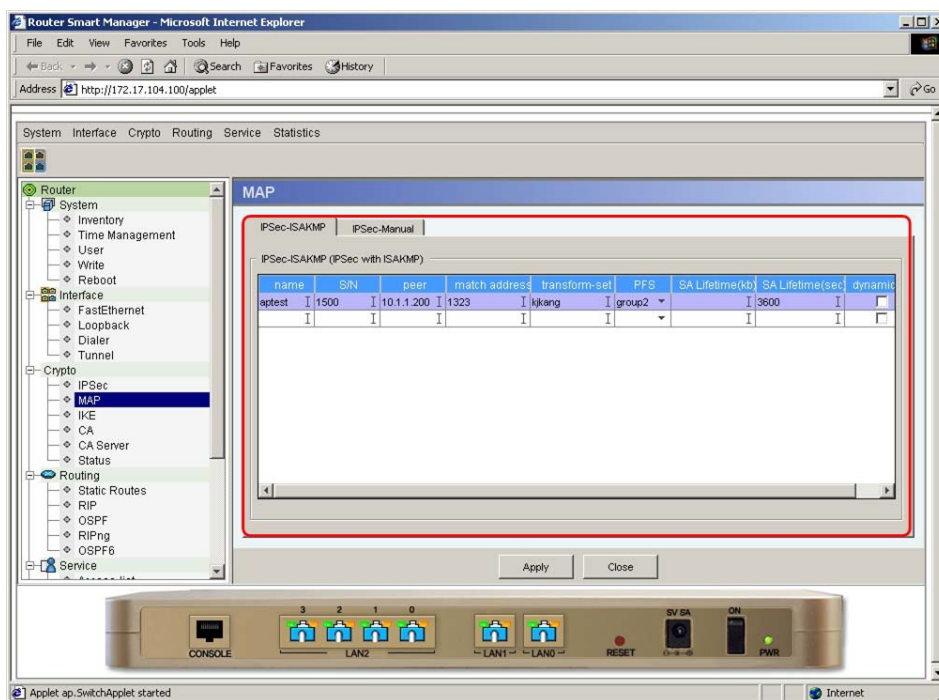 Router Smart Manager - Microsoft Internet Explorer
File Edit View Favorites Tools Help
Back Search Favorites History
Address http://172.17.104.100/applet Go
System Interface Crypto Routing Service Statistics
Router
System
Inventory
Time Management
User
Write
Reboot
Interface
FastEthernet
Loopback
Dialer
Tunnel
Crypto
IPSec
MAP
IKE
CA
CA Server
Status
Routing
Static Routes
RIP
OSPF
RIPng
OSPF6
Service
MAP
IPSec-ISAKMP IPSec-Manual
IPSec-ISAKMP (IPSec with ISAKMP)
name S/N peer match address transform-set PFS SA Lifetime(kb) SA Lifetime(sec) dynamic
aptest 1500 10.1.1.200 1323 kjkang group2 3600
Apply Close
3 2 1 0
CONSOLE LAN2 LAN1 LAN0 RESET 5V 5A ON PWR
Applet ap.SwitchApplet started Internet